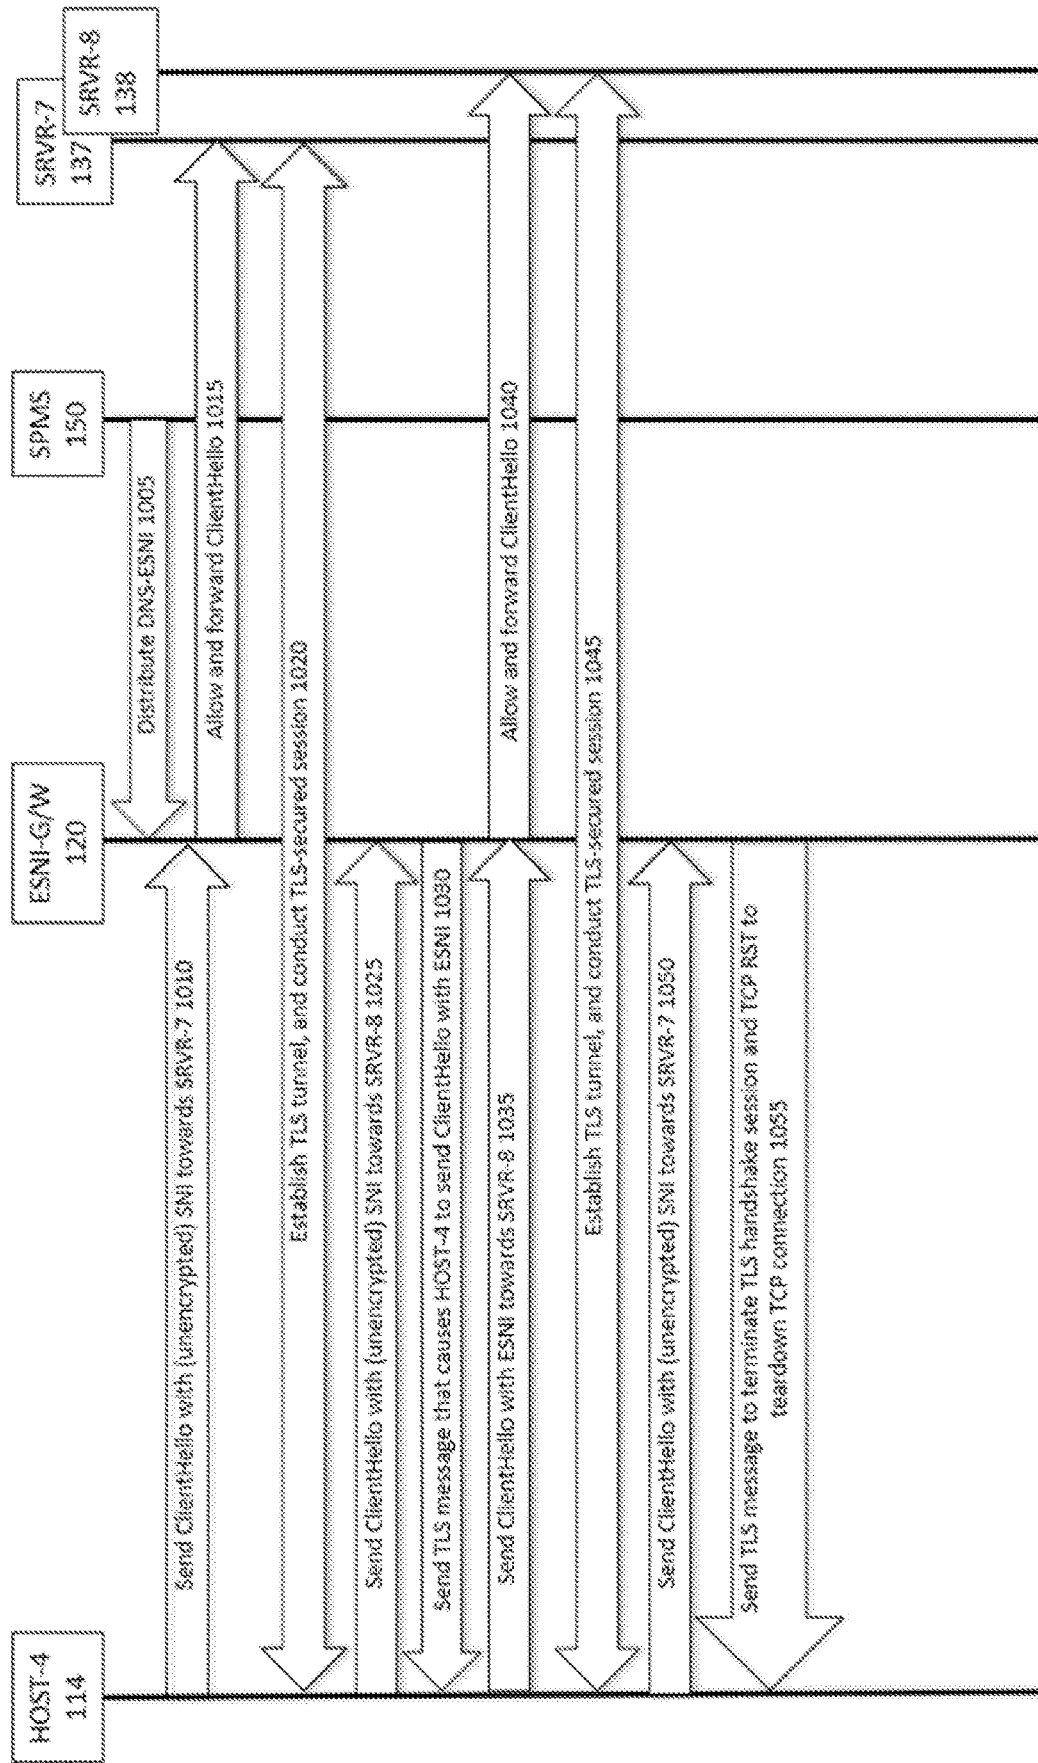 HOST-4
114
ESNI-G/W
120
SPMS
150
SRVR-7
137
SRVR-8
138
Distribute DNS-ESNI 1005
Send ClientHello with (unencrypted) SNI towards SRVR-7 1010
Allow and forward ClientHello 1015
Establish TLS tunnel, and conduct TLS-secured session 1020
Send ClientHello with (unencrypted) SNI towards SRVR-8 1025
Send TLS message that causes HOST-4 to send ClientHello with ESNI 1030
Send ClientHello with ESNI towards SRVR-8 1035
Allow and forward ClientHello 1040
Establish TLS tunnel, and conduct TLS-secured session 1045
Send ClientHello with (unencrypted) SNI towards SRVR-7 1050
Send TLS message to terminate TLS handshake session and TCP RST to
teardown TCP connection 1055